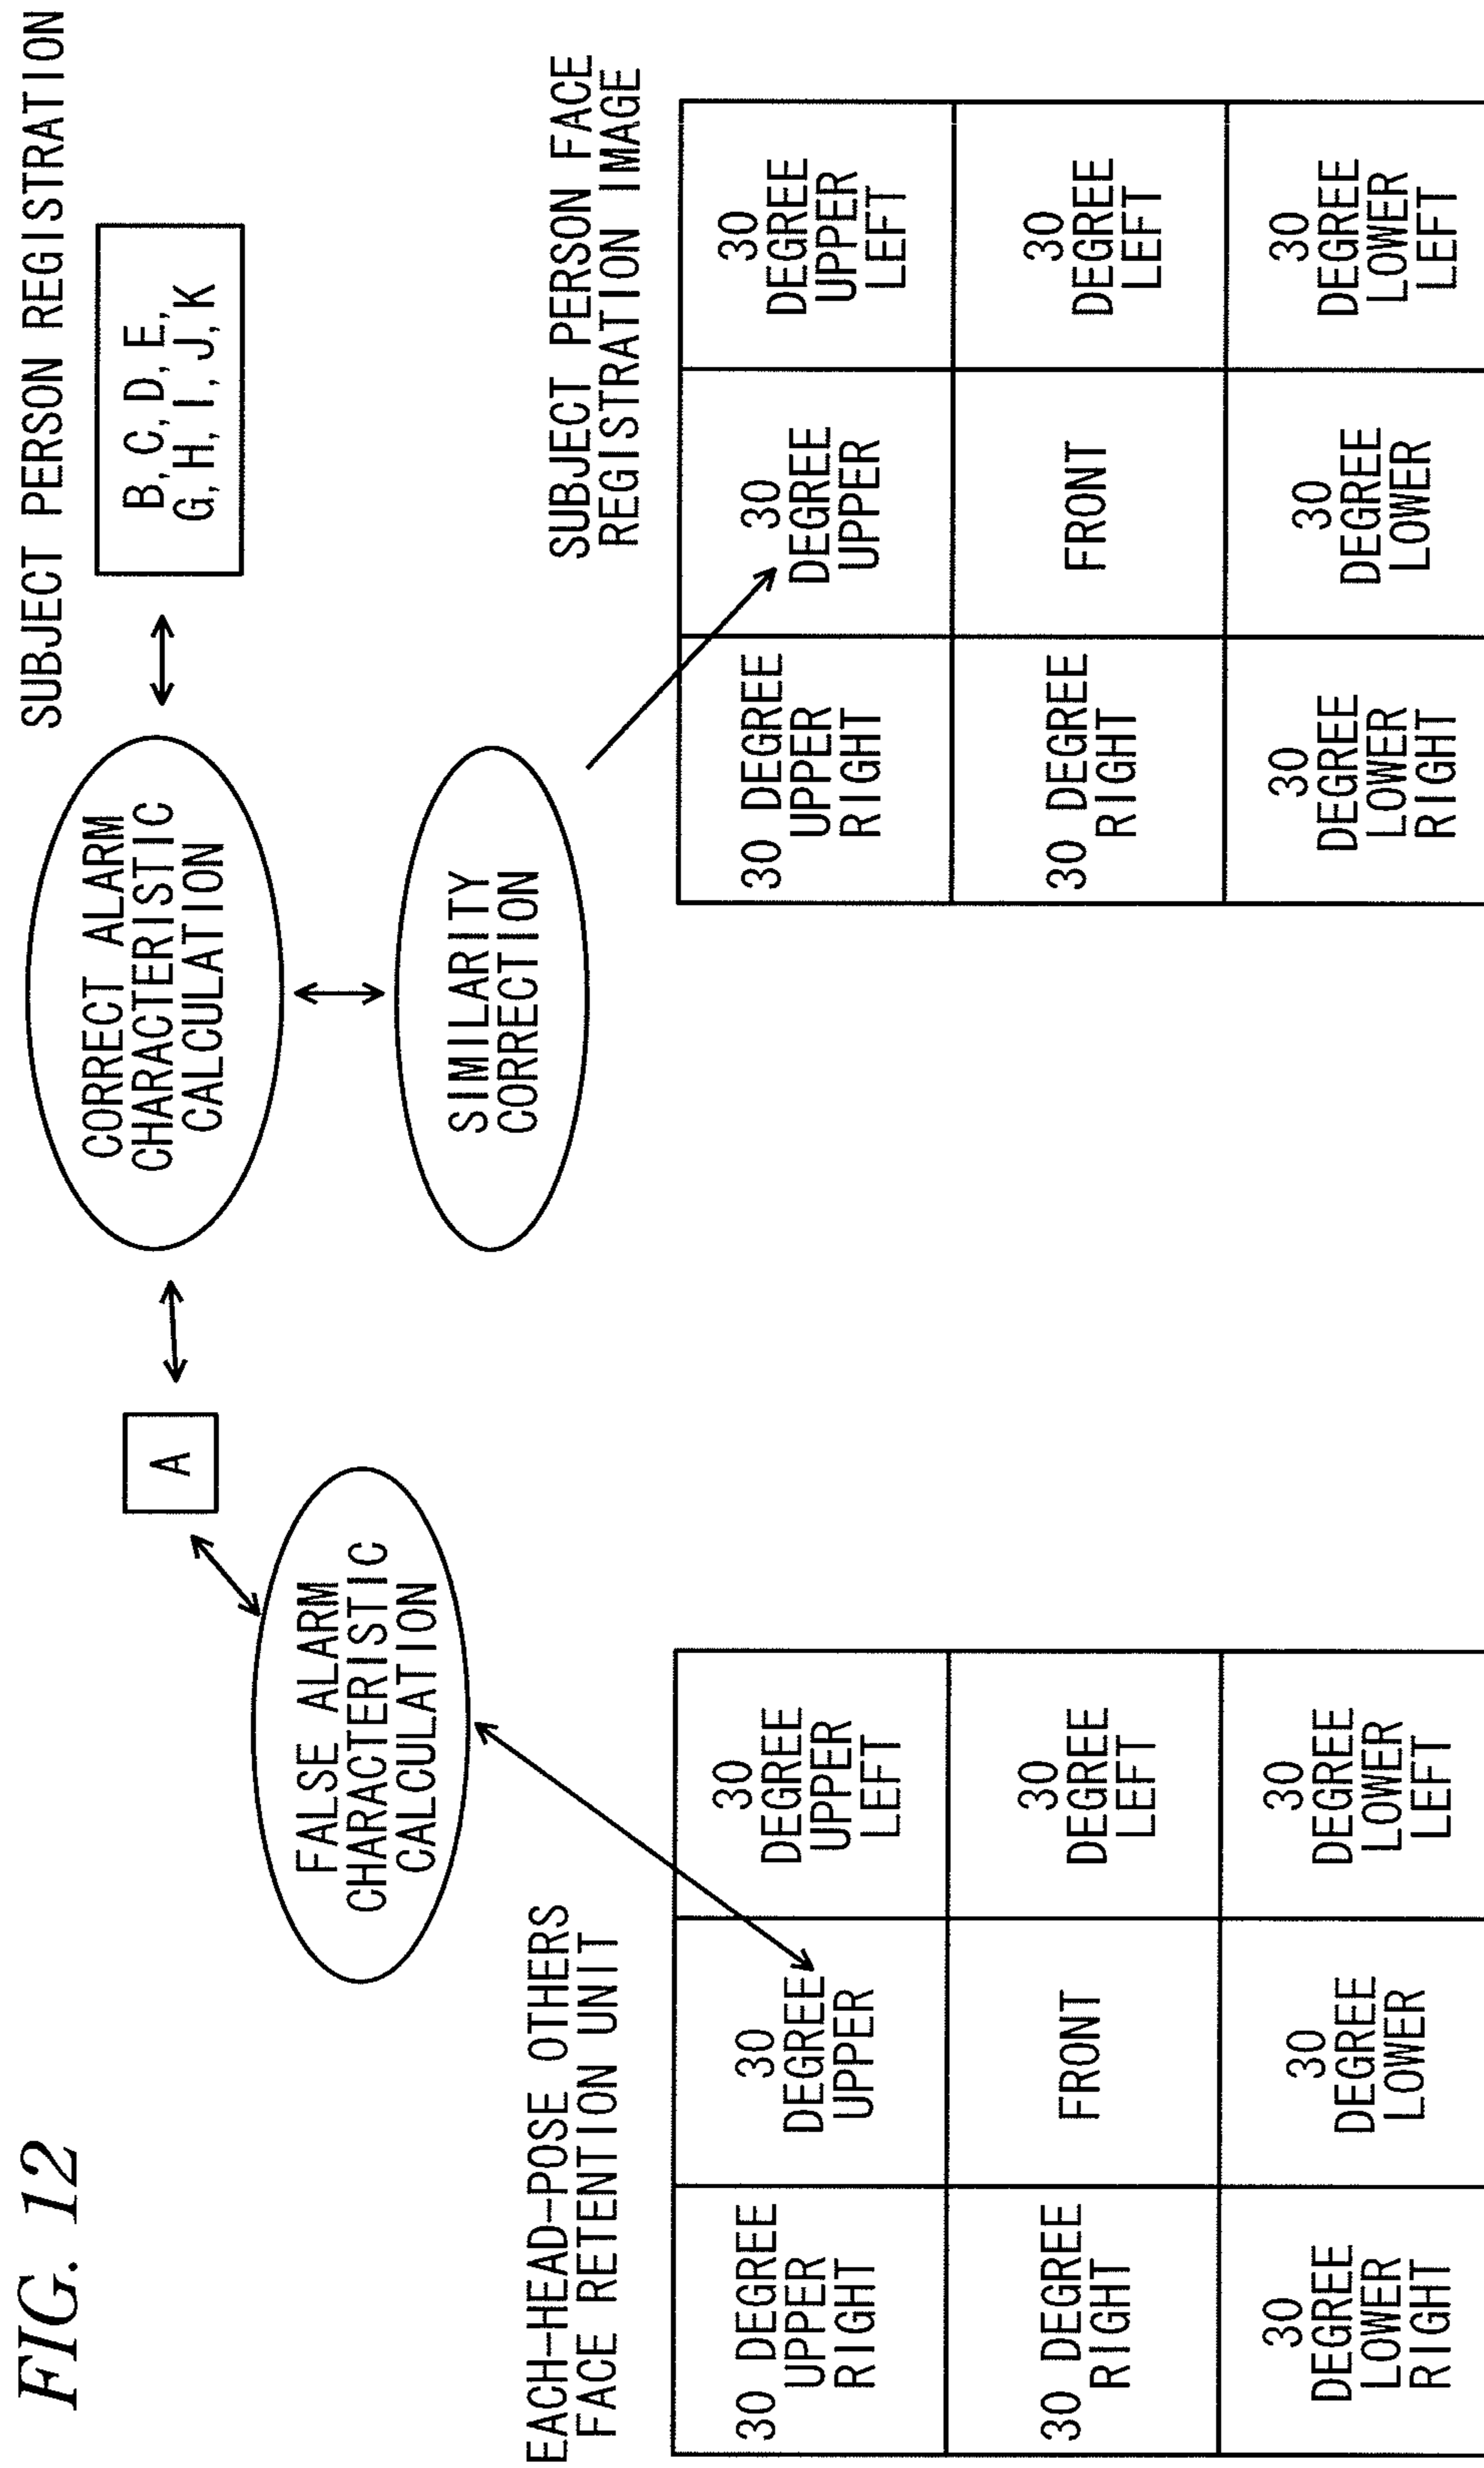 FIG. 12
SUBJECT PERSON REGISTRATION
A
CORRECT ALARM
CHARACTERISTIC
CALCULATION
B, C, D, E,
G, H, I, J, K
FALSE ALARM
CHARACTERISTIC
CALCULATION
SIMILARITY
CORRECTION
EACH-HEAD-POSE OTHERS
FACE RETENTION UNIT
30 DEGREE
UPPER
RIGHT
30
DEGREE
UPPER
30
DEGREE
UPPER
LEFT
30 DEGREE
RIGHT
FRONT
30
DEGREE
LEFT
30
DEGREE
LOWER
RIGHT
30
DEGREE
LOWER
30
DEGREE
LOWER
LEFT
SUBJECT PERSON FACE
REGISTRATION IMAGE
30 DEGREE
UPPER
RIGHT
30
DEGREE
UPPER
30
DEGREE
UPPER
LEFT
30 DEGREE
RIGHT
FRONT
30
DEGREE
LEFT
30
DEGREE
LOWER
RIGHT
30
DEGREE
LOWER
30
DEGREE
LOWER
LEFT